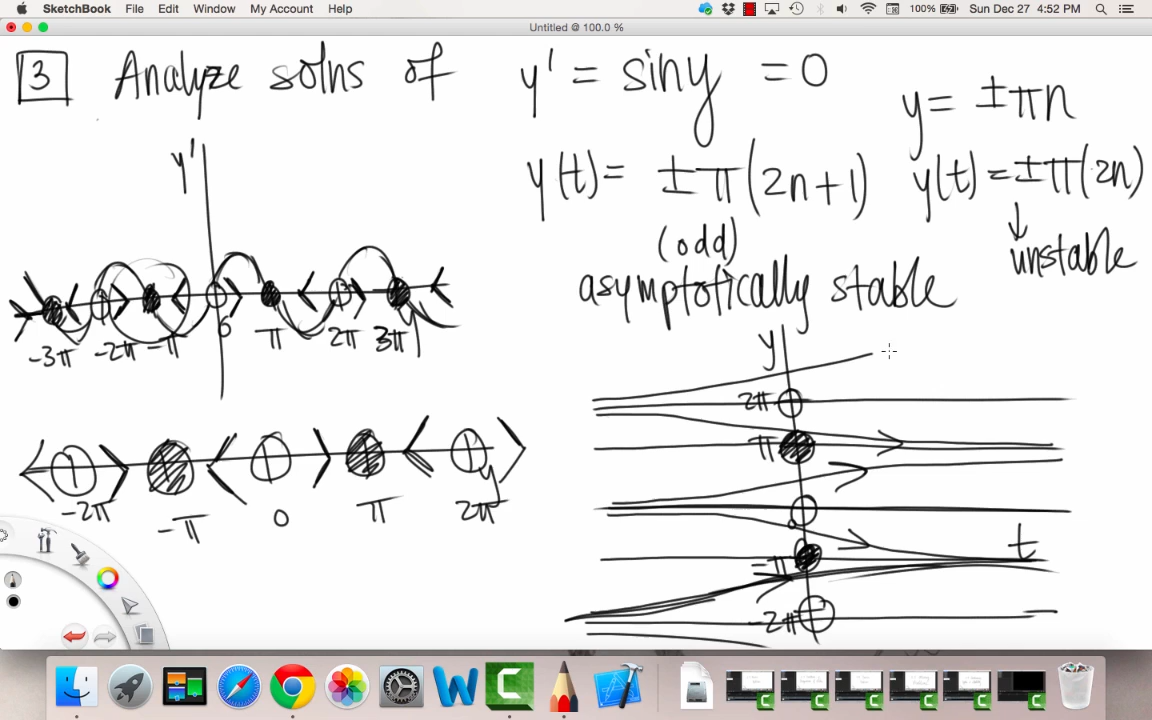 SketchBook File Edit Window My Account Help 100% Sun Dec 27 4:52 PM
Untitled @ 100.0 %
3 Analyze solns of y' = siny = 0
y = ±πn
y(t) = ±π(2n+1) y(t) = ±π(2n)
(odd) ↓
unstable
asymptotically stable
y'
-3π -2π -π 0 π 2π 3π y
-2π -π 0 π 2π y
y
2π
π
0
t
-π
-2π